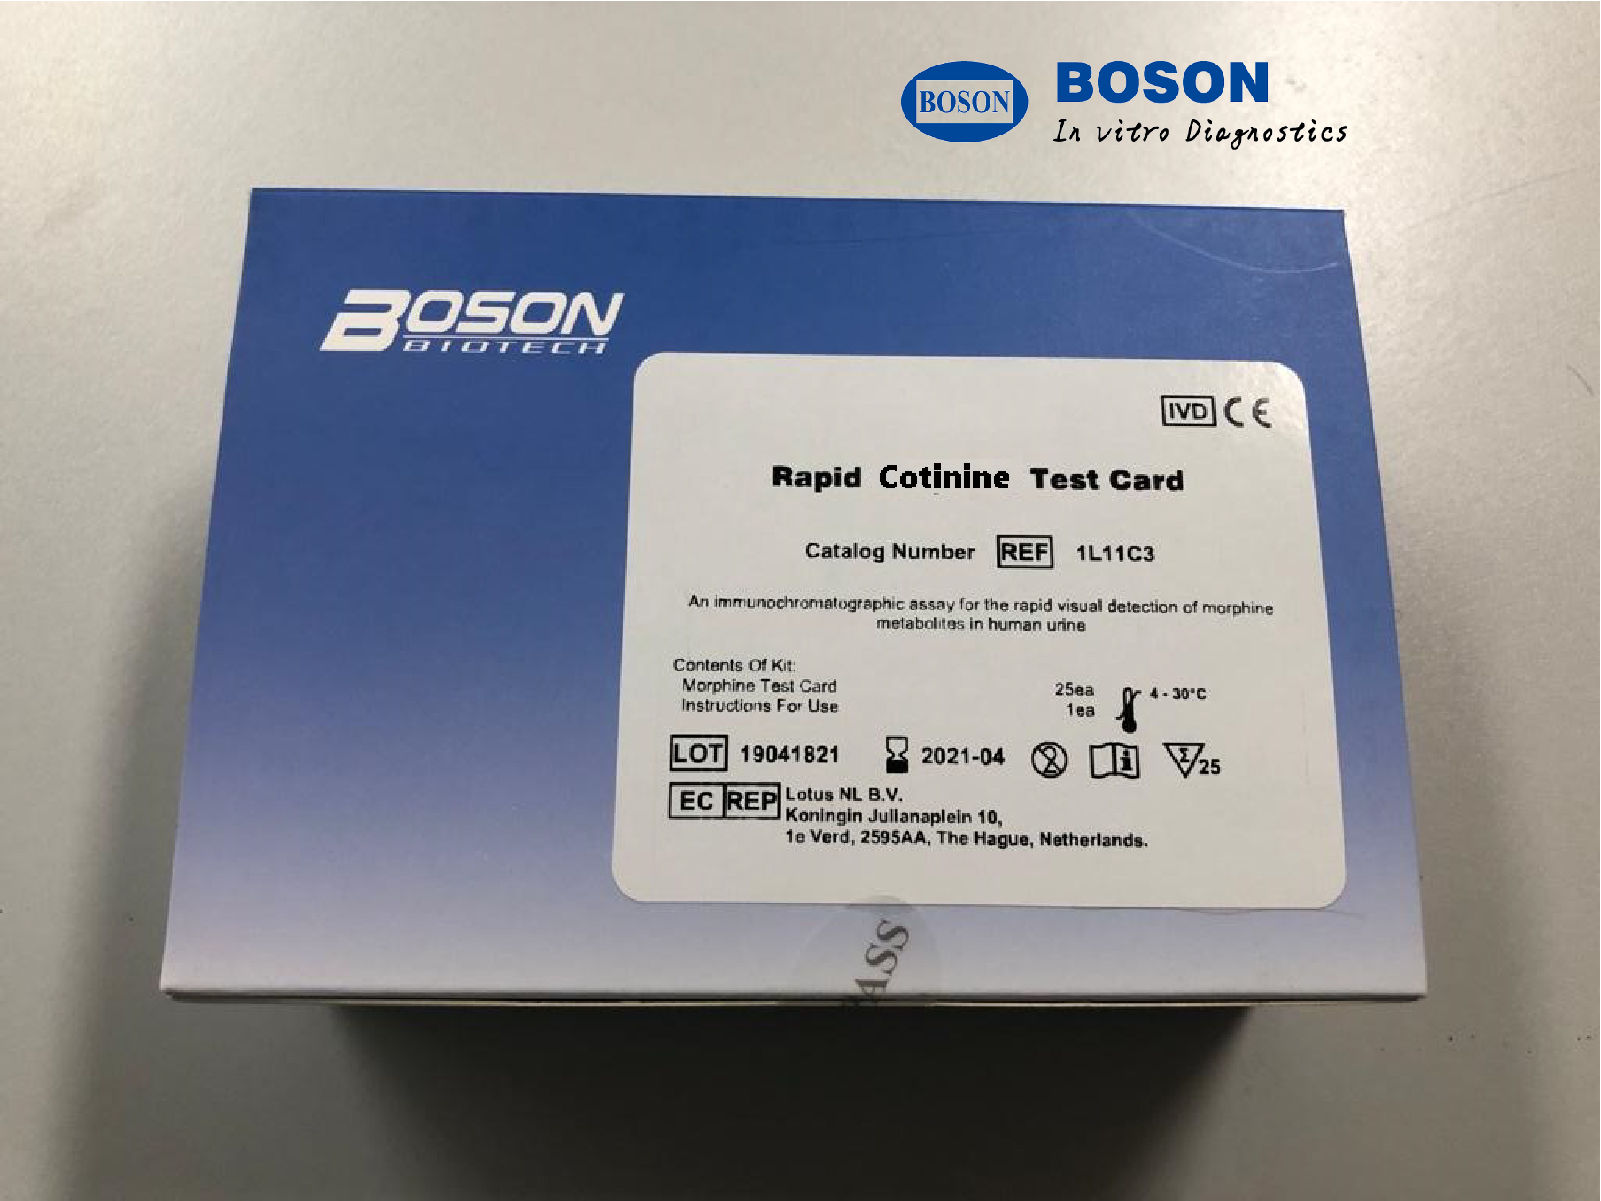 BOSON
BOSON
In vitro Diagnostics
BOSON
BIOTECH
IVD CE
Rapid Cotinine Test Card
Catalog Number REF 1L11C3
An immunochromatographic assay for the rapid visual detection of morphine
metabolites in human urine
Contents Of Kit:
Morphine Test Card 25ea 4 - 30°C
Instructions For Use 1ea
LOT 19041821 2021-04 2 i Σ 25
EC REP Lotus NL B.V.
Koningin Julianaplein 10,
1e Verd, 2595AA, The Hague, Netherlands.
ASS